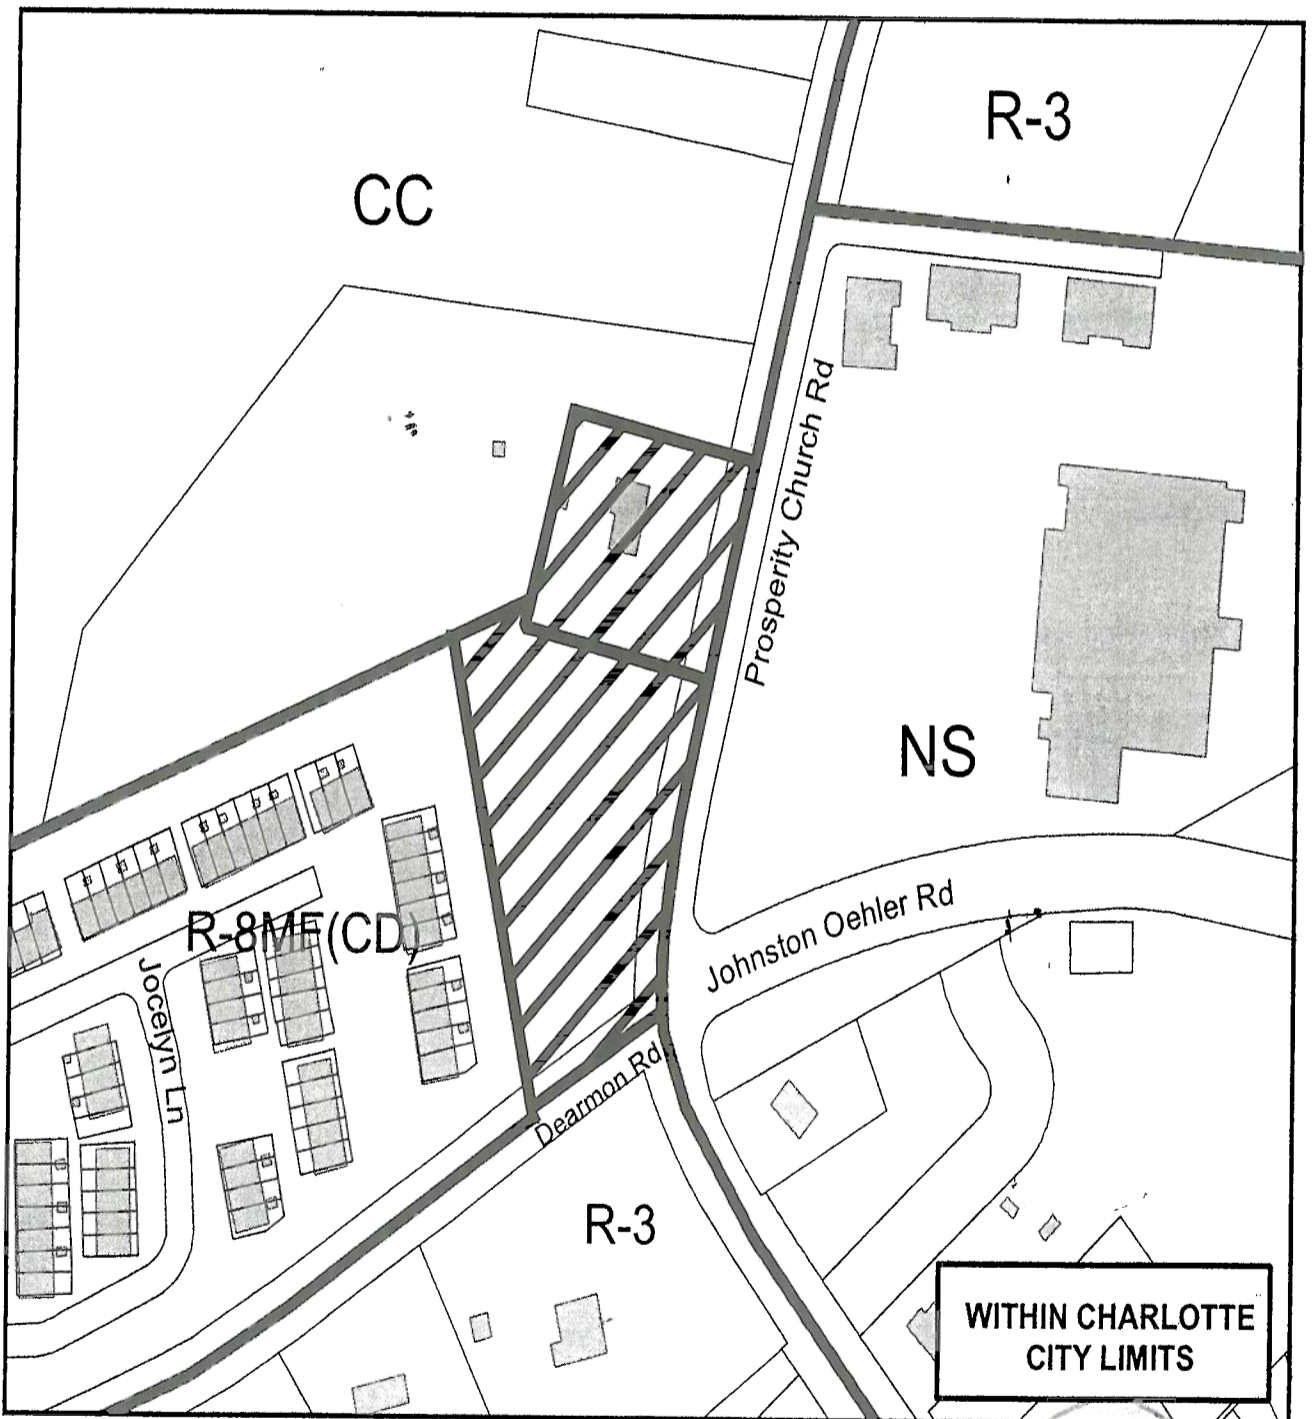 R-3
CC
Prosperity Church Rd
NS
Johnston Oehler Rd
R-8MF(CD)
Jocelyn Ln
Dearmon Rd
R-3
WITHIN CHARLOTTE
CITY LIMITS